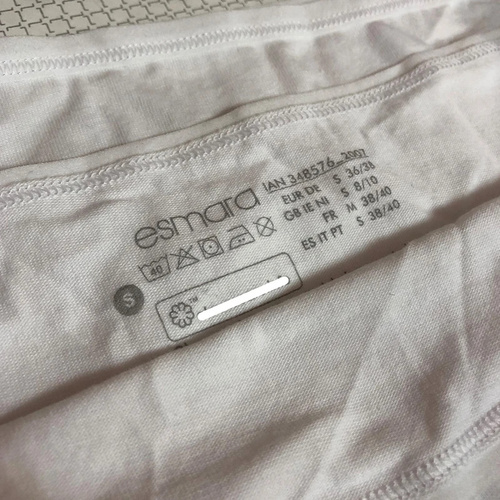 esmara
IAN 348576_2007
EUR DE S 36/38
GB IE NI S 8/10
FR M 38/40
ES IT PT S 38/40
40
S